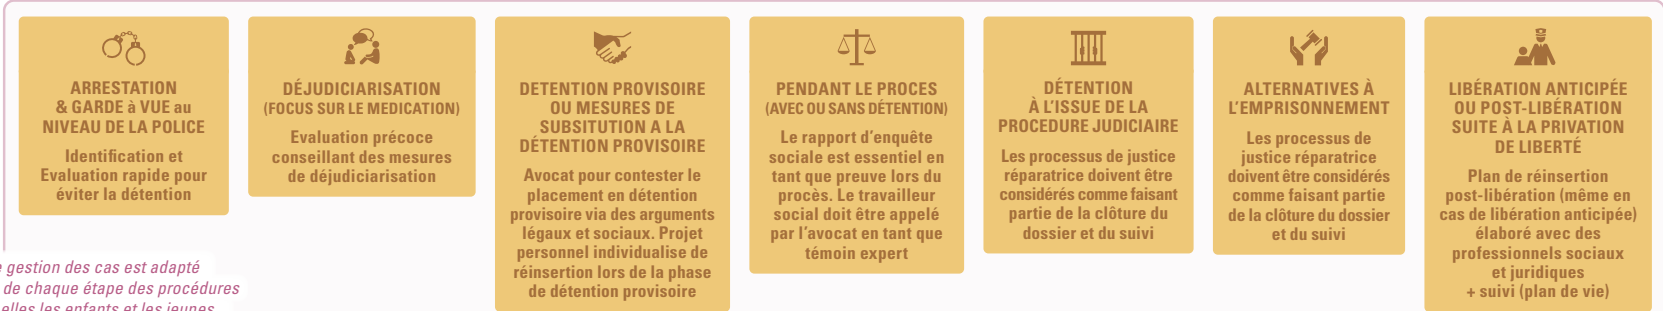 ARRESTATION
& GARDE à VUE au
NIVEAU DE LA POLICE
Identification et
Evaluation rapide pour
éviter la détention
DÉJUDICIARISATION
(FOCUS SUR LE MEDICATION)
Evaluation précoce
conseillant des mesures
de déjudiciarisation
DETENTION PROVISOIRE
OU MESURES DE
SUBSITUTION A LA
DÉTENTION PROVISOIRE
Avocat pour contester le
placement en détention
provisoire via des arguments
légaux et sociaux. Projet
personnel individualise de
réinsertion lors de la phase
de détention provisoire
PENDANT LE PROCES
(AVEC OU SANS DÉTENTION)
Le rapport d'enquête
sociale est essentiel en
tant que preuve lors du
procès. Le travailleur
social doit être appelé
par l'avocat en tant que
témoin expert
DÉTENTION
À L'ISSUE DE LA
PROCEDURE JUDICIAIRE
Les processus de justice
réparatrice doivent être
considérés comme faisant
partie de la clôture du
dossier et du suivi
ALTERNATIVES À
L'EMPRISONNEMENT
Les processus de
justice réparatrice
doivent être considérés
comme faisant partie
de la clôture du dossier
et du suivi
LIBÉRATION ANTICIPÉE
OU POST-LIBÉRATION
SUITE À LA PRIVATION
DE LIBERTÉ
Plan de réinsertion
post-libération (même en
cas de libération anticipée)
élaboré avec des
professionnels sociaux
et juridiques
+ suivi (plan de vie)
gestion des cas est adapté
de chaque étape des procédures
elles les enfants et les jeunes